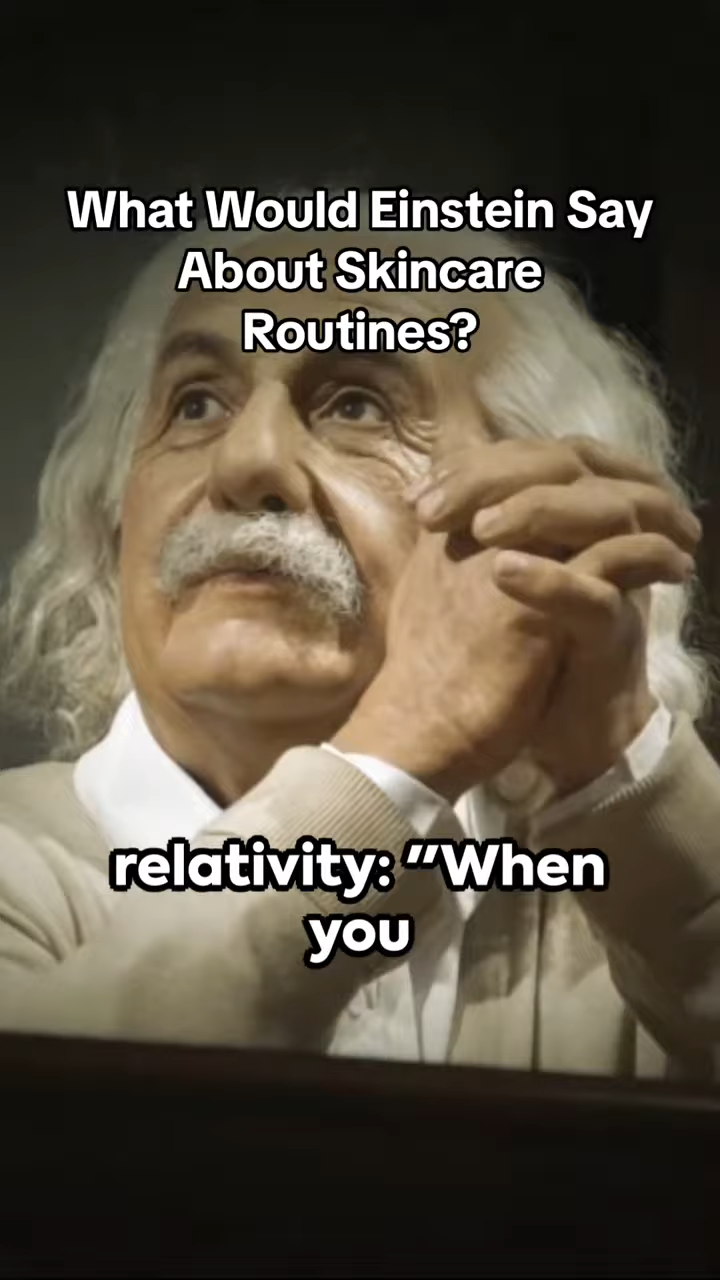 What Would Einstein Say
About Skincare
Routines?
relativity: "When
you